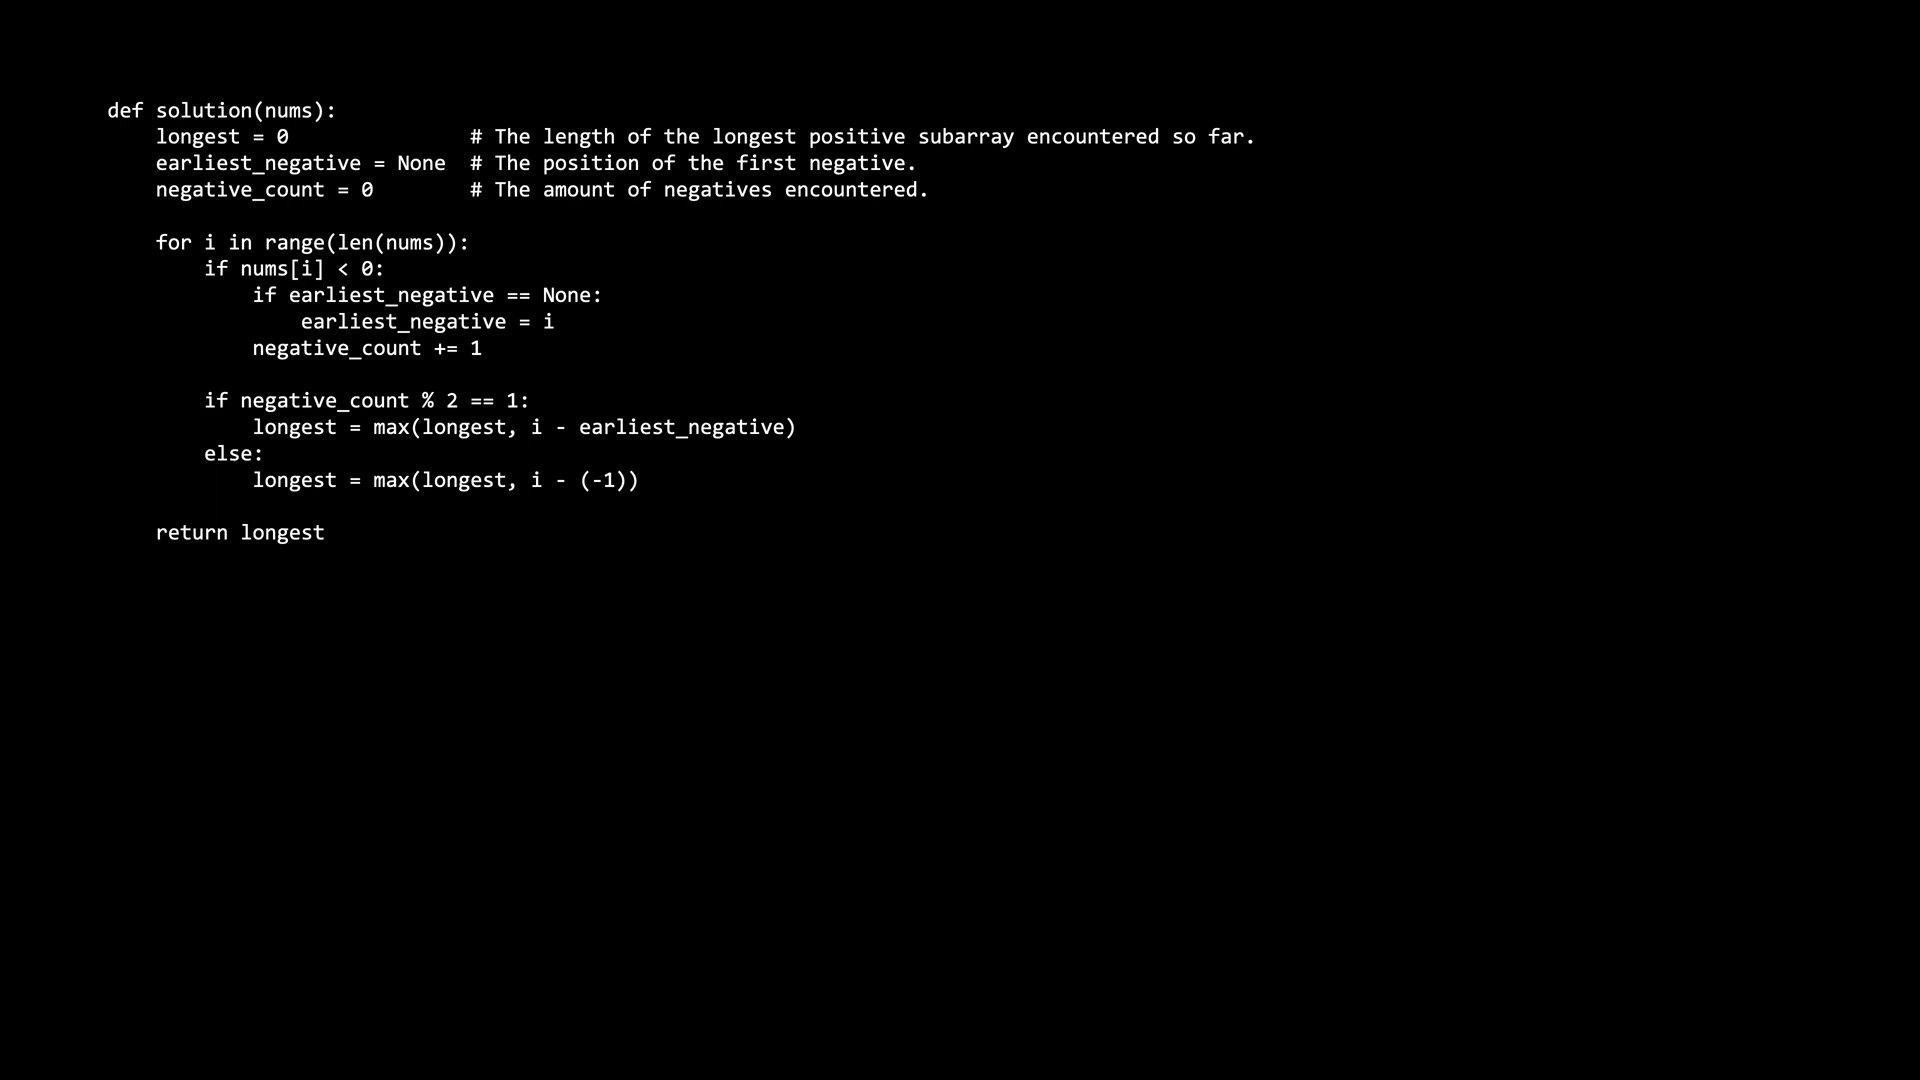 def solution(nums):
    longest = 0               # The length of the longest positive subarray encountered so far.
    earliest_negative = None  # The position of the first negative.
    negative_count = 0        # The amount of negatives encountered.

    for i in range(len(nums)):
        if nums[i] < 0:
            if earliest_negative == None:
                earliest_negative = i
            negative_count += 1

        if negative_count % 2 == 1:
            longest = max(longest, i - earliest_negative)
        else:
            longest = max(longest, i - (-1))

    return longest